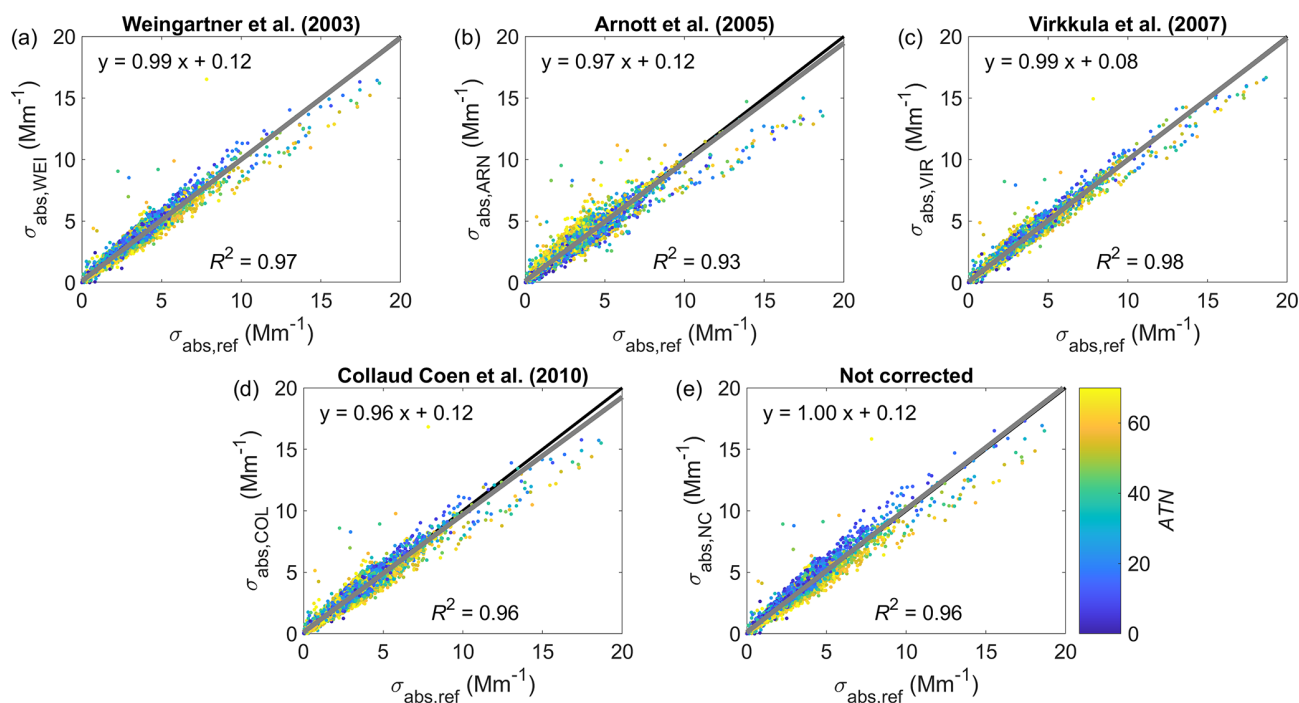 (a)
Weingartner et al. (2003)
20
15
10
5
0
y = 0.99 x + 0.12
R² = 0.97
σabs,WEI (Mm⁻¹)
0 5 10 15 20
σabs,ref (Mm⁻¹)
(b)
Arnott et al. (2005)
20
15
10
5
0
y = 0.97 x + 0.12
R² = 0.93
σabs,ARN (Mm⁻¹)
0 5 10 15 20
σabs,ref (Mm⁻¹)
(c)
Virkkula et al. (2007)
20
15
10
5
0
y = 0.99 x + 0.08
R² = 0.98
σabs,VIR (Mm⁻¹)
0 5 10 15 20
σabs,ref (Mm⁻¹)
(d)
Collaud Coen et al. (2010)
20
15
10
5
0
y = 0.96 x + 0.12
R² = 0.96
σabs,COL (Mm⁻¹)
0 5 10 15 20
σabs,ref (Mm⁻¹)
(e)
Not corrected
20
15
10
5
0
y = 1.00 x + 0.12
R² = 0.96
σabs,NC (Mm⁻¹)
0 5 10 15 20
σabs,ref (Mm⁻¹)
60
40
20
0
ATN